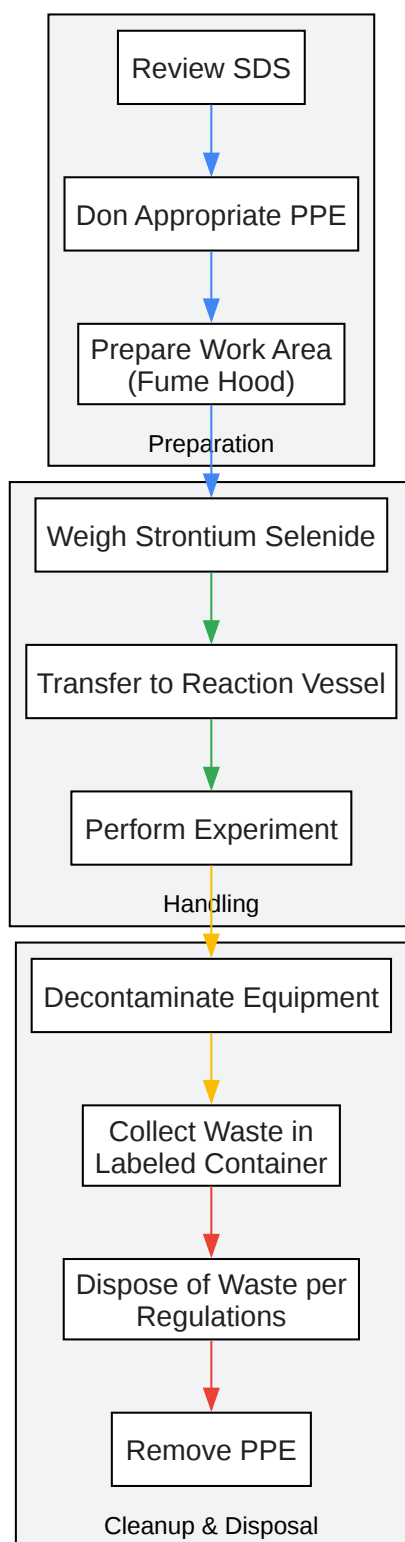 Review SDS
Don Appropriate PPE
Prepare Work Area
(Fume Hood)
Preparation
Weigh Strontium Selenide
Transfer to Reaction Vessel
Perform Experiment
Handling
Decontaminate Equipment
Collect Waste in
Labeled Container
Dispose of Waste per
Regulations
Remove PPE
Cleanup & Disposal